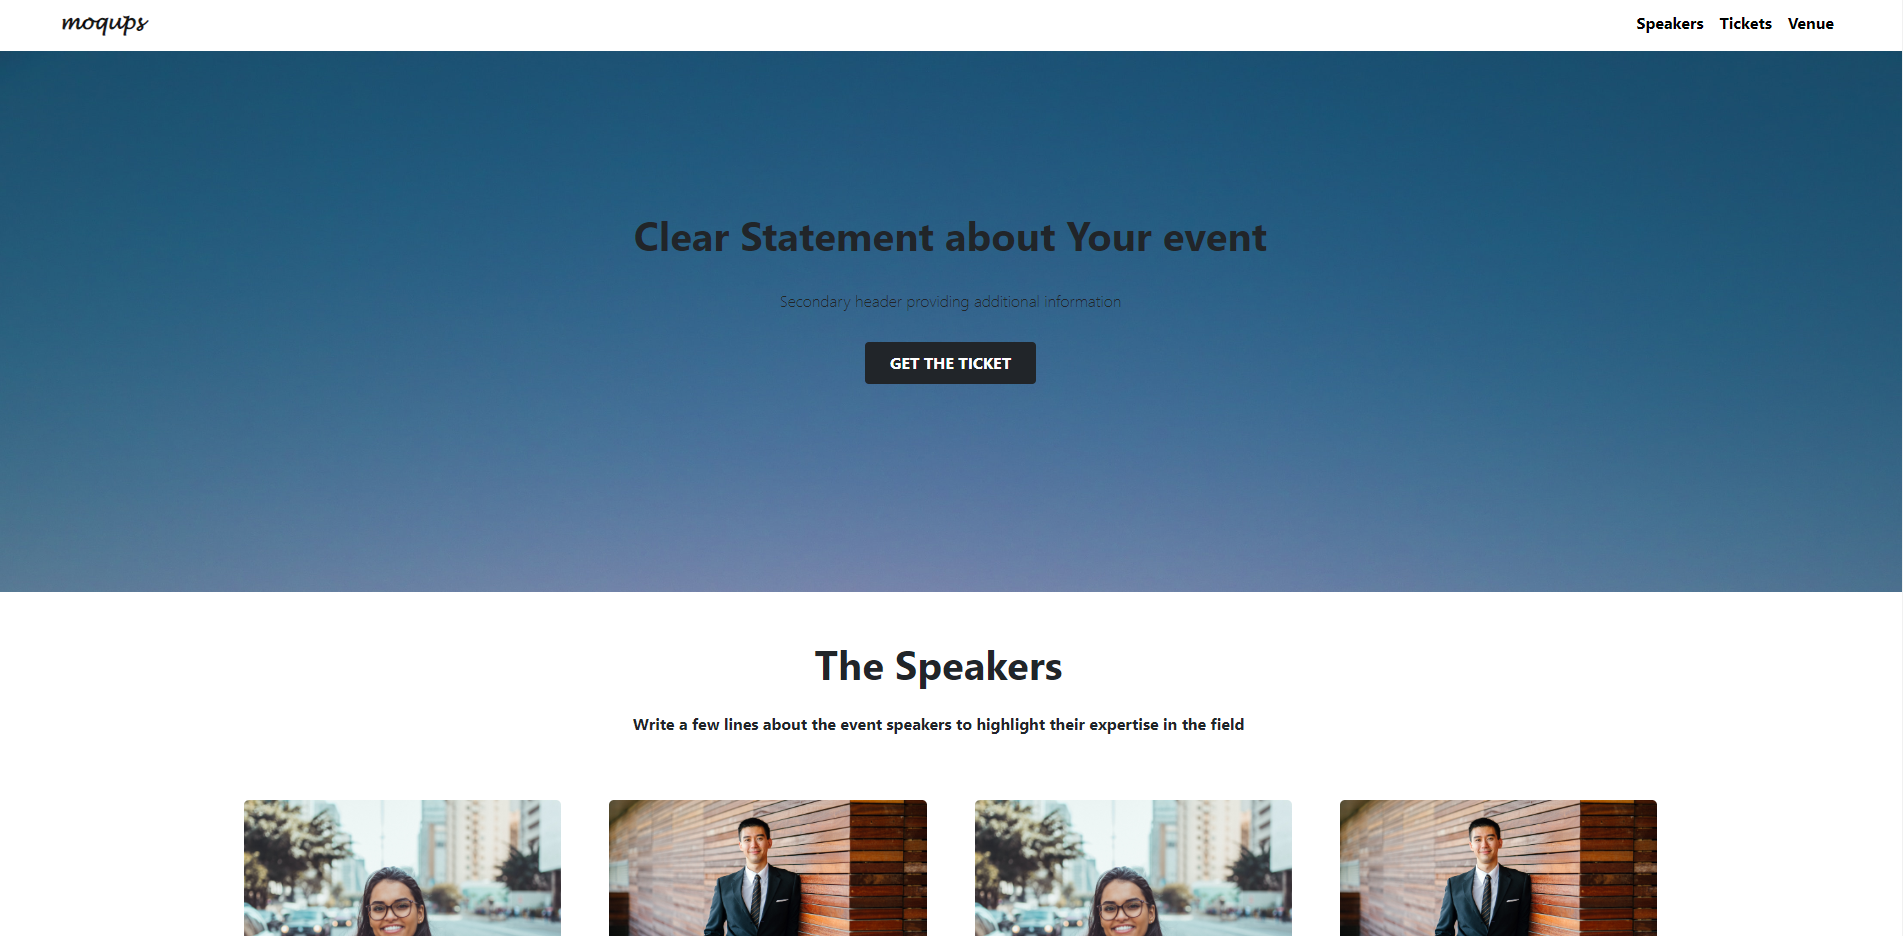 moqups
Speakers Tickets Venue
Clear Statement about Your event
Secondary header providing additional information
GET THE TICKET
The Speakers
Write a few lines about the event speakers to highlight their expertise in the field